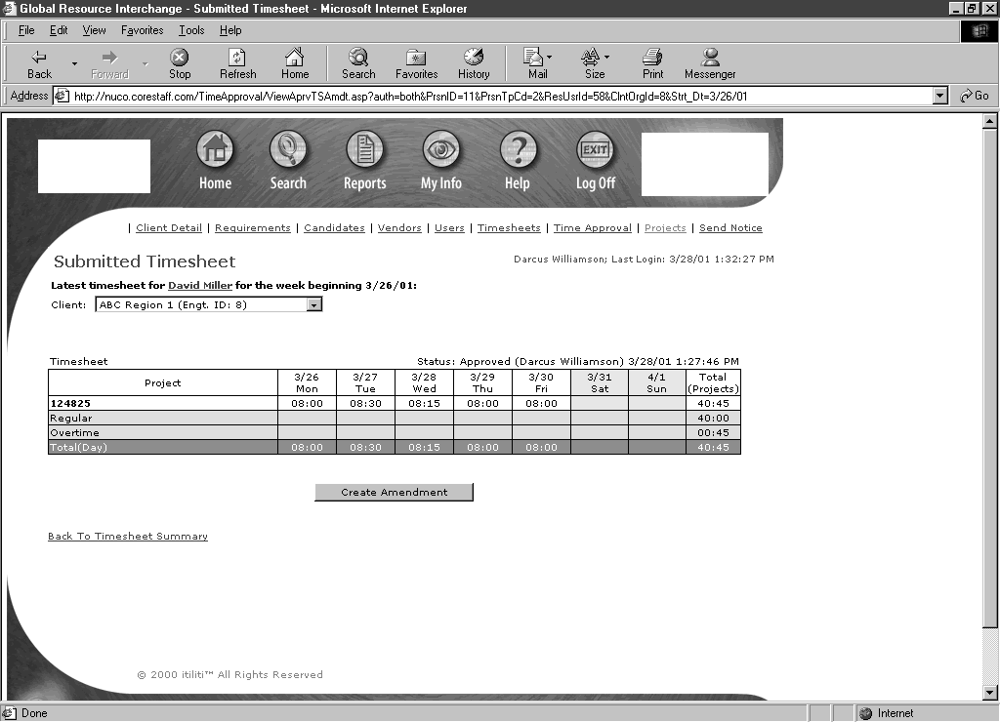 Global Resource Interchange - Submitted Timesheet - Microsoft Internet Explorer
File Edit View Favorites Tools Help
Back Forward Stop Refresh Home Search Favorites History Mail Size Print Messenger
Address http://nuco.corestaff.com/TimeApproval/ViewAprvTSAmdt.asp?auth=both&PrsnID=11&PrsnTpCd=2&ResUsrId=58&ClntOrgId=8&Strt_Dt=3/26/01 Go
EXIT
Home Search Reports My Info Help Log Off
| Client Detail | Requirements | Candidates | Vendors | Users | Timesheets | Time Approval | Projects | Send Notice
Submitted Timesheet Darcus Williamson; Last Login: 3/28/01 1:32:27 PM
Latest timesheet for David Miller for the week beginning 3/26/01:
Client: ABC Region 1 (Engt. ID: 8)
Timesheet Status: Approved (Darcus Williamson) 3/28/01 1:27:46 PM
Project 3/26 Mon 3/27 Tue 3/28 Wed 3/29 Thu 3/30 Fri 3/31 Sat 4/1 Sun Total (Projects)
124825 08:00 08:30 08:15 08:00 08:00 40:45
Regular 40:00
Overtime 00:45
Total(Day) 08:00 08:30 08:15 08:00 08:00 40:45
Create Amendment
Back To Timesheet Summary
© 2000 itiliti™ All Rights Reserved
Done Internet